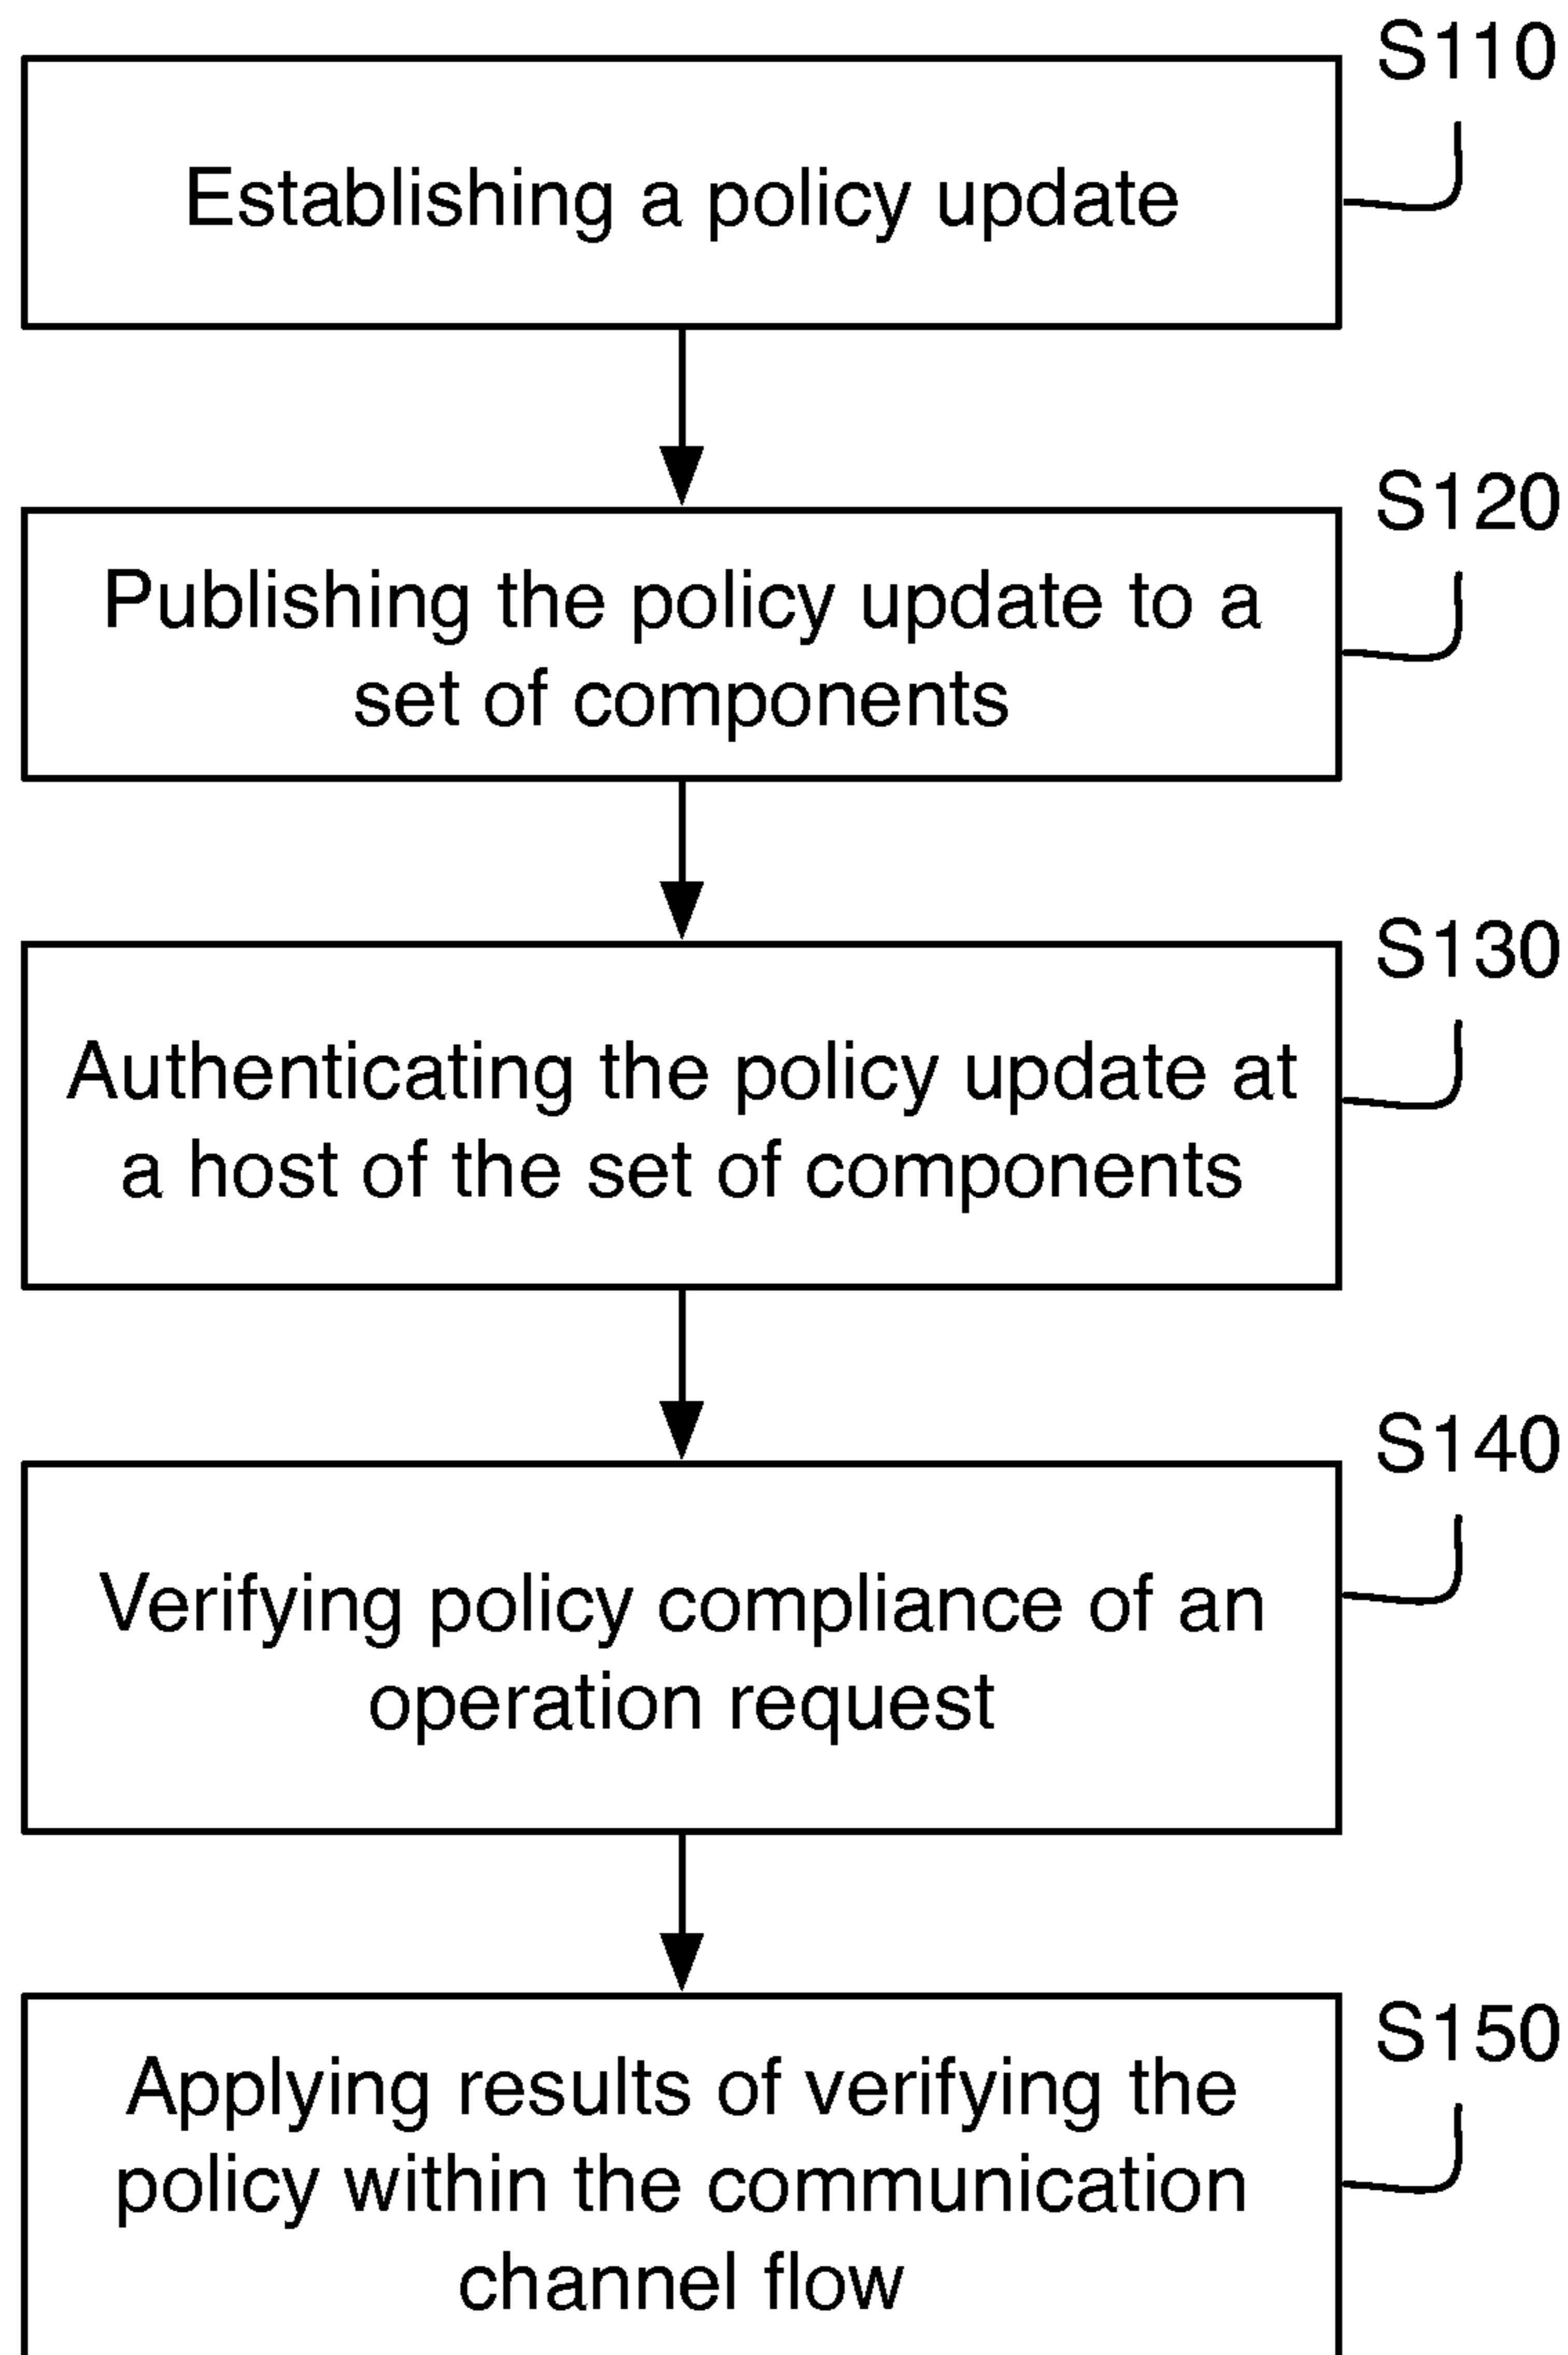 S110
Establishing a policy update
S120
Publishing the policy update to a
set of components
S130
Authenticating the policy update at
a host of the set of components
S140
Verifying policy compliance of an
operation request
S150
Applying results of verifying the
policy within the communication
channel flow